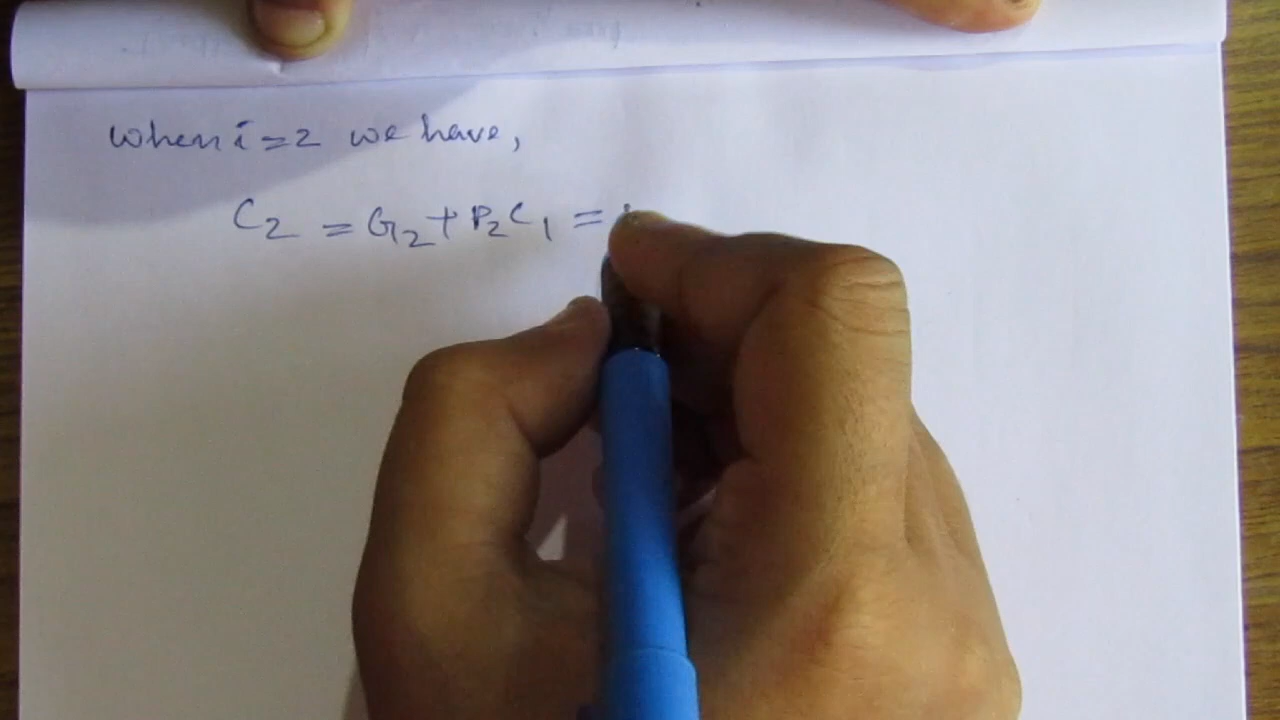 when i = 2 we have,
C₂ = G₂ + P₂C₁ =